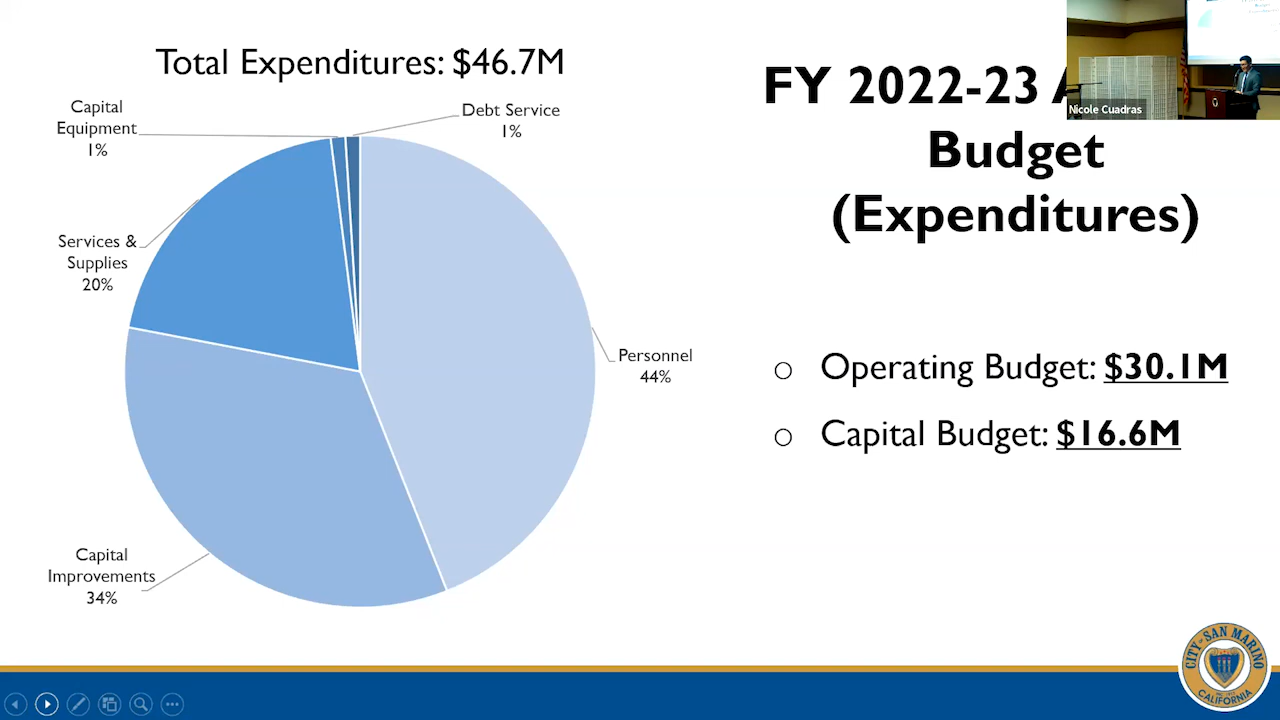 Total Expenditures: $46.7M
Capital
Equipment
1%
Debt Service
1%
Services &
Supplies
20%
Personnel
44%
Capital
Improvements
34%
FY 2022-23
Budget
(Expenditures)
Nicole Cuadras
o Operating Budget: $30.1M
o Capital Budget: $16.6M
CITY OF SAN MARINO
CALIFORNIA